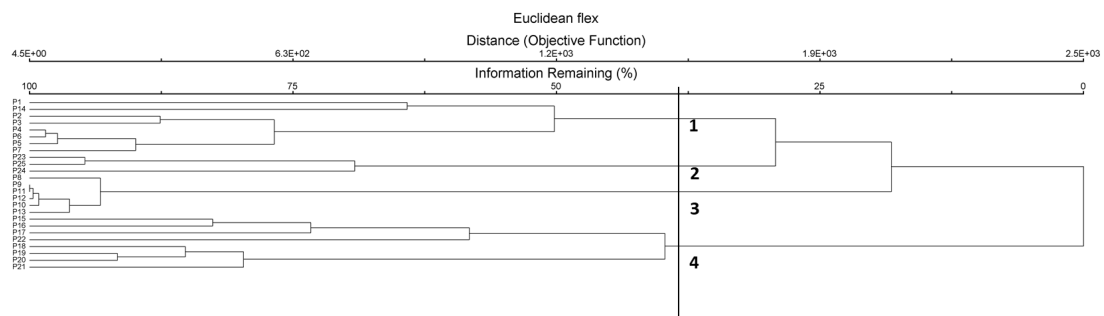 Euclidean flex
Distance (Objective Function)
4.5E+00 6.3E+02 1.2E+03 1.9E+03 2.5E+03
Information Remaining (%)
100 75 50 25 0
P1
P14
P2
P3
P4
P6
P5
P7
P23
P25
P24
P8
P9
P11
P12
P10
P13
P15
P16
P17
P22
P18
P19
P20
P21
1
2
3
4